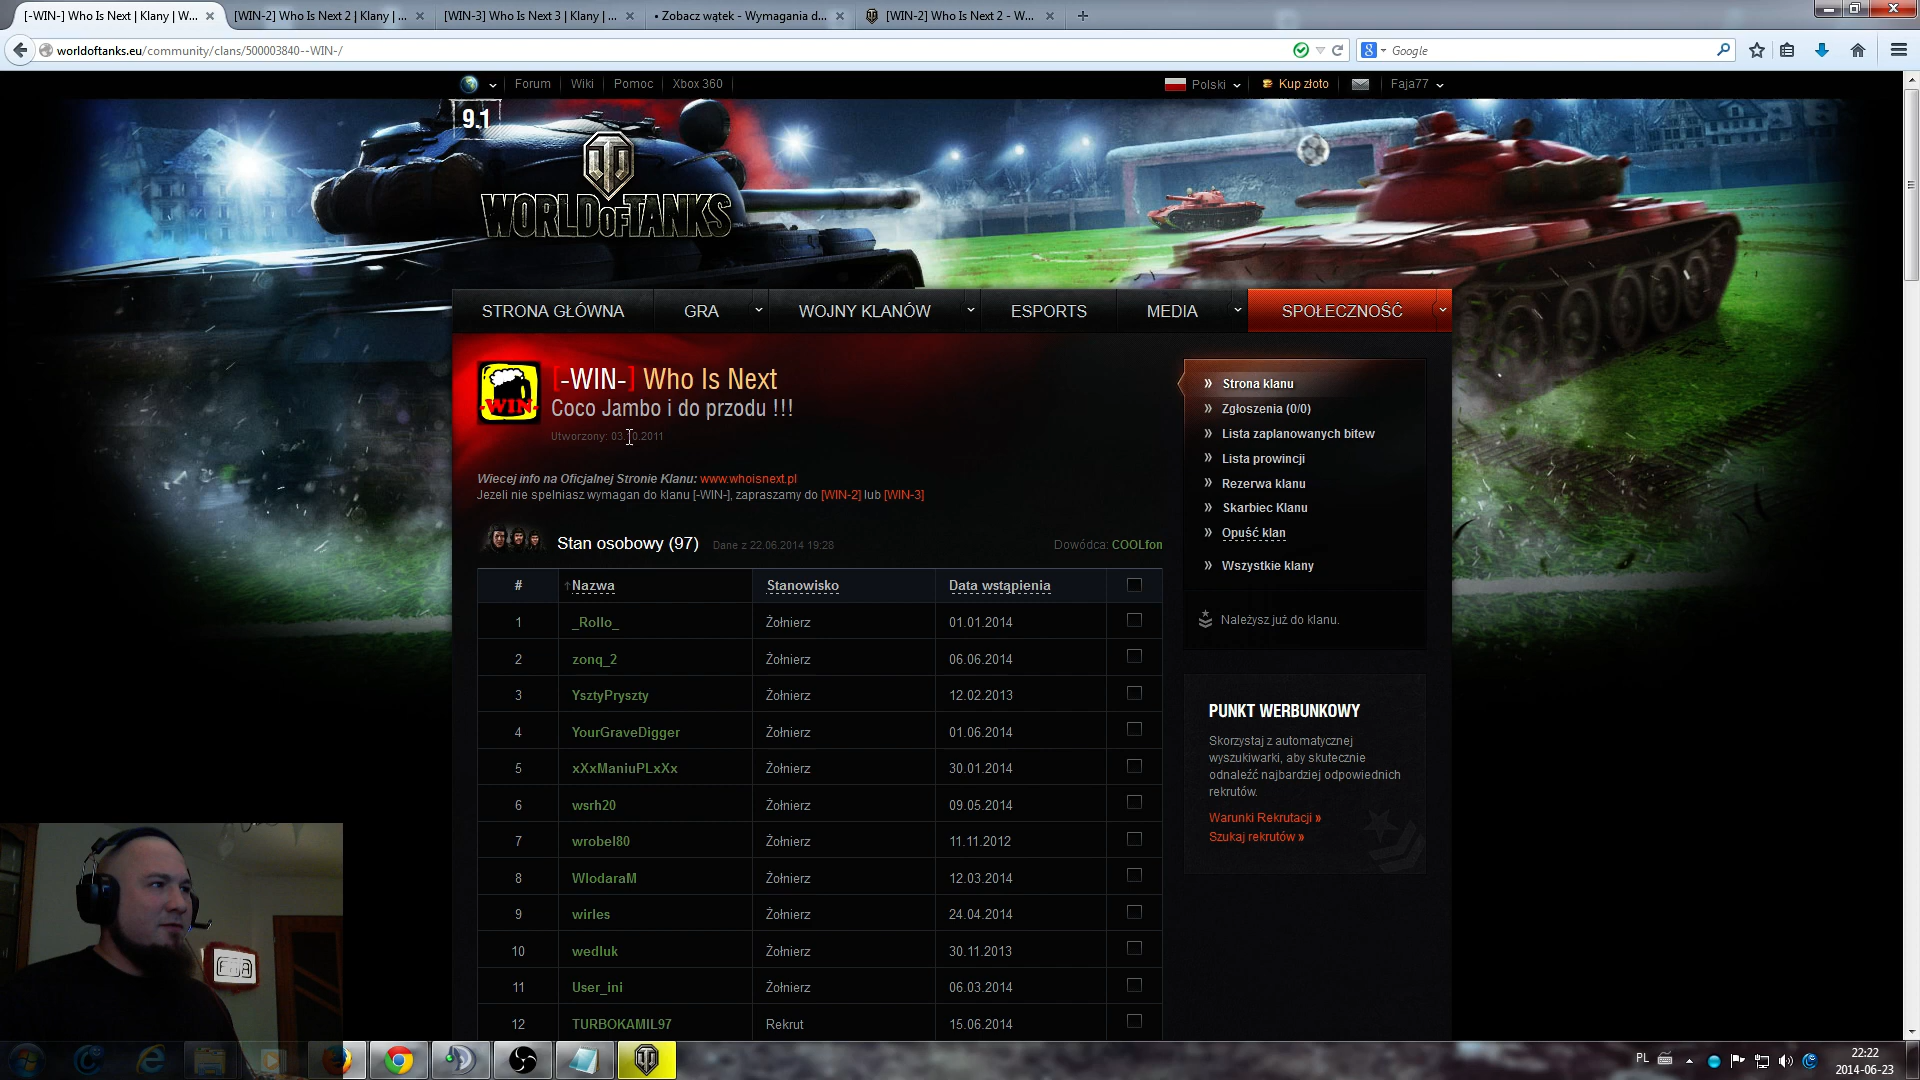 [-WIN-] Who Is Next | Klany | W...
[WIN-2] Who Is Next 2 | Klany | ...
[WIN-3] Who Is Next 3 | Klany | ...
• Zobacz wątek - Wymagania d...
[WIN-2] Who Is Next 2 - W...
worldoftanks.eu/community/clans/500003840--WIN-/
Google
Forum
Wiki
Pomoc
Xbox 360
Polski
Kup złoto
Faja77
9.1
WORLD OF TANKS
STRONA GŁÓWNA
GRA
WOJNY KLANÓW
ESPORTS
MEDIA
SPOŁECZNOŚĆ
-WIN-
[-WIN-] Who Is Next
Coco Jambo i do przodu !!!
Utworzony: 03.10.2011
Wiecej info na Oficjalnej Stronie Klanu: www.whoisnext.pl
Jezeli nie spelniasz wymagan do klanu [-WIN-], zapraszamy do [WIN-2] lub [WIN-3]
Stan osobowy (97)
Dane z 22.06.2014 19:28
Dowódca: COOLfon
# ↑Nazwa Stanowisko Data wstąpienia
1 _Rollo_ Żołnierz 01.01.2014
2 zonq_2 Żołnierz 06.06.2014
3 YsztyPryszty Żołnierz 12.02.2013
4 YourGraveDigger Żołnierz 01.06.2014
5 xXxManiuPLxXx Żołnierz 30.01.2014
6 wsrh20 Żołnierz 09.05.2014
7 wrobel80 Żołnierz 11.11.2012
8 WlodaraM Żołnierz 12.03.2014
9 wirles Żołnierz 24.04.2014
10 wedluk Żołnierz 30.11.2013
11 User_ini Żołnierz 06.03.2014
12 TURBOKAMIL97 Rekrut 15.06.2014
» Strona klanu
» Zgłoszenia (0/0)
» Lista zaplanowanych bitew
» Lista prowincji
» Rezerwa klanu
» Skarbiec Klanu
» Opuść klan
» Wszystkie klany
Należysz już do klanu.
PUNKT WERBUNKOWY
Skorzystaj z automatycznej
wyszukiwarki, aby skutecznie
odnaleźć najbardziej odpowiednich
rekrutów.
Warunki Rekrutacji »
Szukaj rekrutów »
PL
22:22
2014-06-23